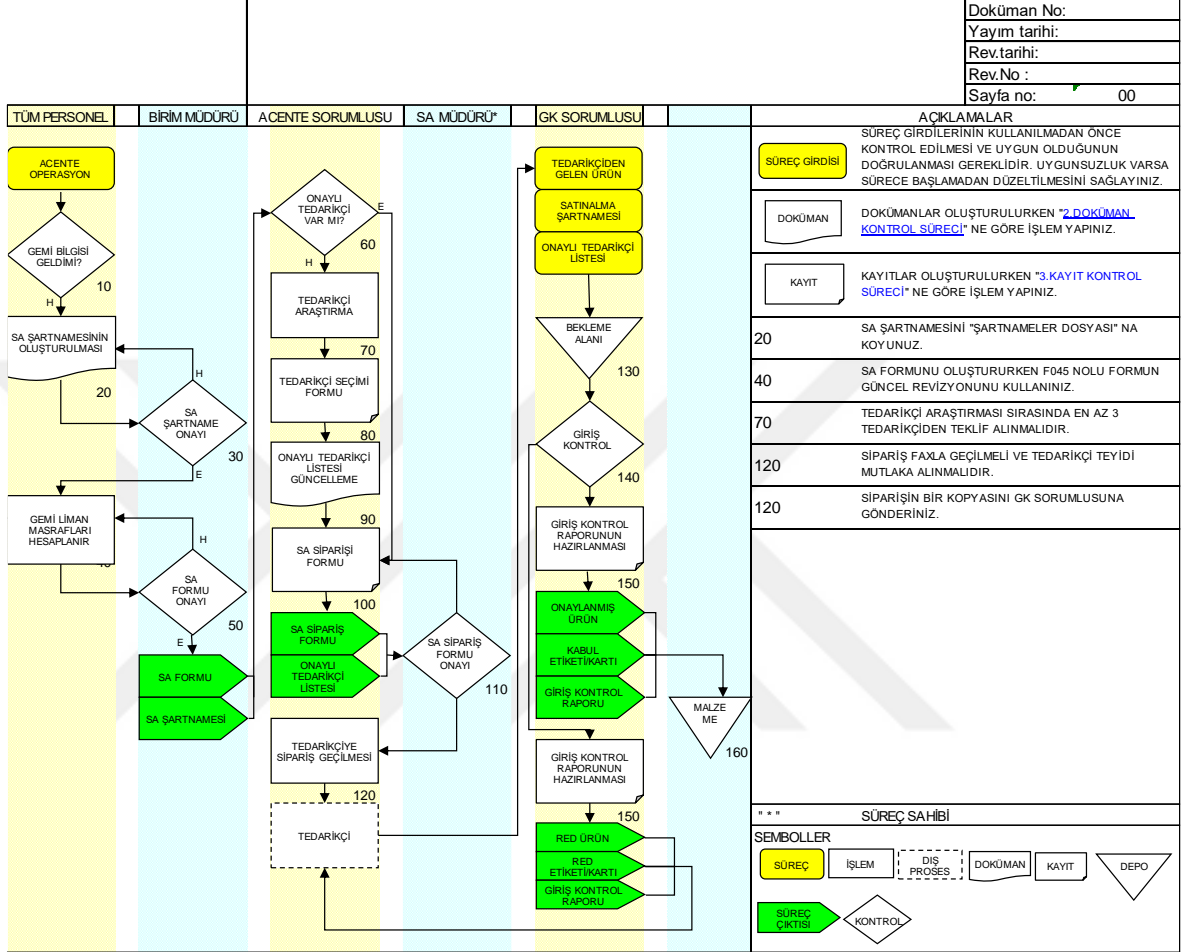 Doküman No:
Yayım tarihi:
Rev.tarihi:
Rev.No :
Sayfa no: 00
TÜM PERSONEL
BİRİM MÜDÜRÜ
ACENTE SORUMLUSU
SA MÜDÜRÜ*
GK SORUMLUSU
AÇIKLAMALAR
ACENTE
OPERASYON
GEMİ BİLGİSİ
GELDİMİ?
10
H
SA ŞARTNAMESİNİN
OLUŞTURULMASI
20
H
SA
ŞARTNAME
ONAYI
30
E
GEMİ LİMAN
MASRAFLARI
HESAPLANIR
H
SA
FORMU
ONAYI
50
E
SA FORMU
SA ŞARTNAMESİ
ONAYLI
TEDARİKÇİ
VAR MI?
E
60
H
TEDARİKÇİ
ARAŞTIRMA
70
TEDARİKÇİ SEÇİMİ
FORMU
80
ONAYLI TEDARİKÇİ
LİSTESİ
GÜNCELLEME
90
SA SİPARİŞİ
FORMU
100
SA SİPARİŞ
FORMU
ONAYLI
TEDARİKÇİ
LİSTESİ
SA SİPARİŞ
FORMU
ONAYI
110
TEDARİKÇİYE
SİPARİŞ GEÇİLMESİ
120
TEDARİKÇİ
TEDARİKÇİDEN
GELEN ÜRÜN
SATINALMA
ŞARTNAMESİ
ONAYLI TEDARİKÇİ
LİSTESİ
BEKLEME
ALANI
130
GİRİŞ
KONTROL
140
GİRİŞ KONTROL
RAPORUNUN
HAZIRLANMASI
150
ONAYLANMIŞ
ÜRÜN
KABUL
ETİKETİ/KARTI
GİRİŞ KONTROL
RAPORU
MALZE
ME
160
GİRİŞ KONTROL
RAPORUNUN
HAZIRLANMASI
150
RED ÜRÜN
RED
ETİKETİ/KARTI
GİRİŞ KONTROL
RAPORU
SÜREÇ GİRDİSİ
SÜREÇ GİRDİLERİNİN KULLANILMADAN ÖNCE
KONTROL EDİLMESİ VE UYGUN OLDUĞUNUN
DOĞRULANMASI GEREKLİDİR. UYGUNSUZLUK VARSA
SÜRECE BAŞLAMADAN DÜZELTİLMESİNİ SAĞLAYINIZ.
DOKÜMAN
DOKÜMANLAR OLUŞTURULURKEN "2.DOKÜMAN
KONTROL SÜRECİ" NE GÖRE İŞLEM YAPINIZ.
KAYIT
KAYITLAR OLUŞTURULURKEN "3.KAYIT KONTROL
SÜRECİ" NE GÖRE İŞLEM YAPINIZ.
20 SA ŞARTNAMESİNİ "ŞARTNAMELER DOSYASI" NA
KOYUNUZ.
40 SA FORMUNU OLUŞTURURKEN F045 NOLU FORMUN
GÜNCEL REVİZYONUNU KULLANINIZ.
70 TEDARİKÇİ ARAŞTIRMASI SIRASINDA EN AZ 3
TEDARİKÇİDEN TEKLİF ALINMALIDIR.
120 SİPARİŞ FAXLA GEÇİLMELİ VE TEDARİKÇİ TEYİDİ
MUTLAKA ALINMALIDIR.
120 SİPARİŞİN BİR KOPYASINI GK SORUMLUSUNA
GÖNDERİNİZ.
" * " SÜREÇ SAHİBİ
SEMBOLLER
SÜREÇ
İŞLEM
DIŞ
PROSES
DOKÜMAN
KAYIT
DEPO
SÜREÇ
ÇIKTISI
KONTROL